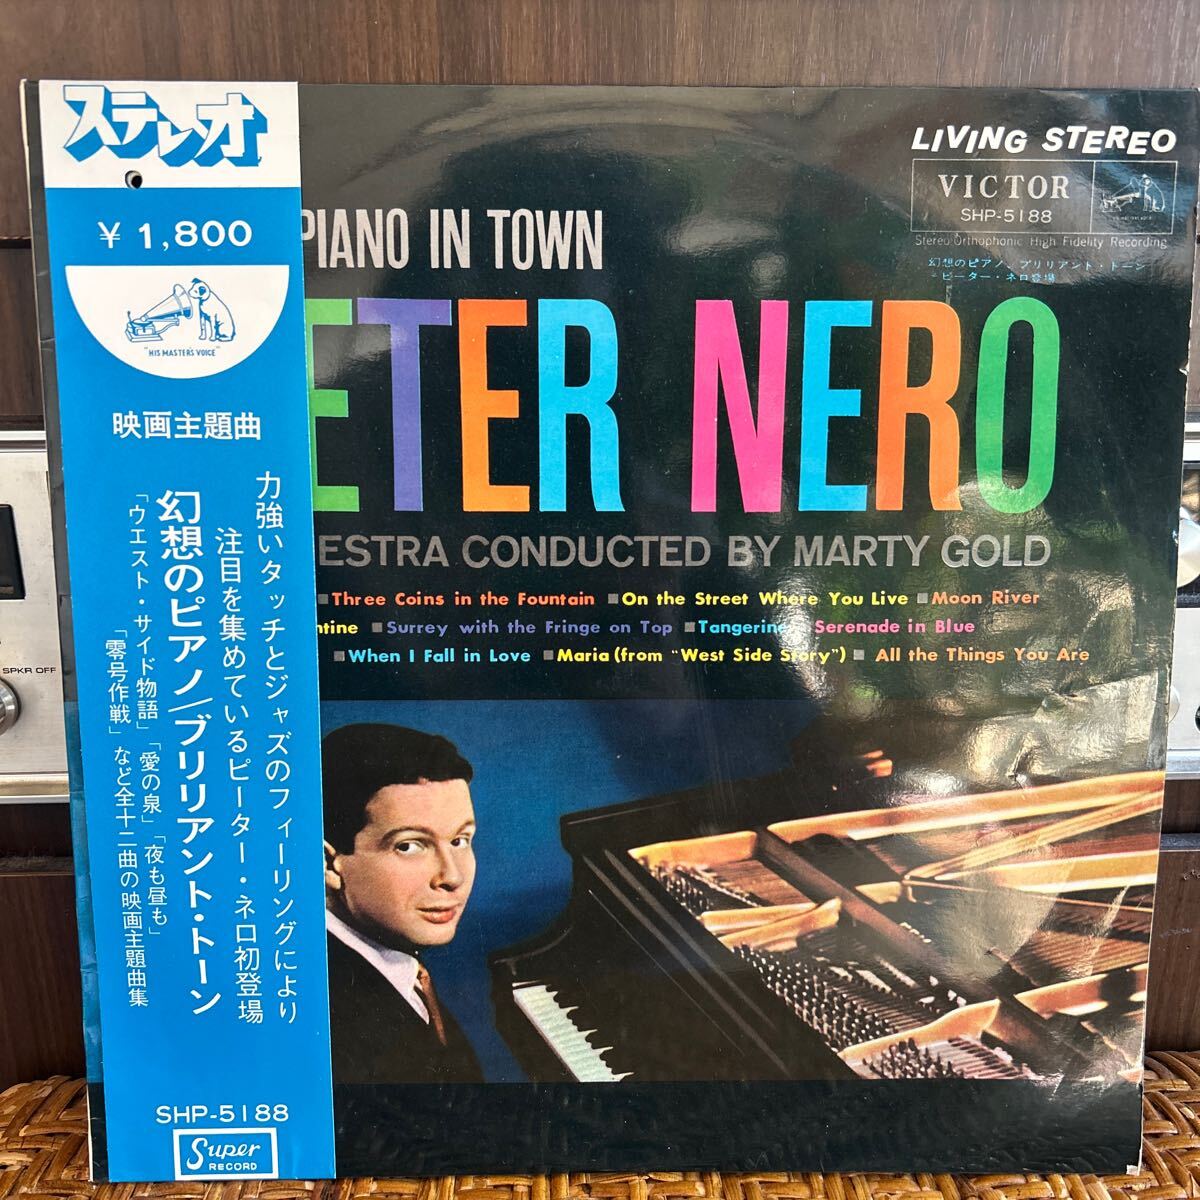 ステレオ
¥ 1,800
"HIS MASTER'S VOICE"
映画主題曲
力強いタッチとジャズのフィーリングにより
注目を集めているピーター・ネロ初登場
幻想のピアノ/ブリリアント・トーン
「ウエスト・サイド物語」「愛の泉」「夜も昼も」
「零号作戦」など全十二曲の映画主題曲集
SHP-5188
Super
RECORD
LIVING STEREO
VICTOR
SHP-5188
Stereo-Orthophonic High Fidelity Recording
幻想のピアノ、ブリリアント・トーン
ピーター・ネロ登場
PIANO IN TOWN
ETER NERO
ESTRA CONDUCTED BY MARTY GOLD
■ Three Coins in the Fountain ■ On the Street Where You Live ■ Moon River
ntine ■ Surrey with the Fringe on Top ■ Tangerine ■ Serenade in Blue
■ When I Fall in Love ■ Maria (from "West Side Story") ■ All the Things You Are
SPKR OFF